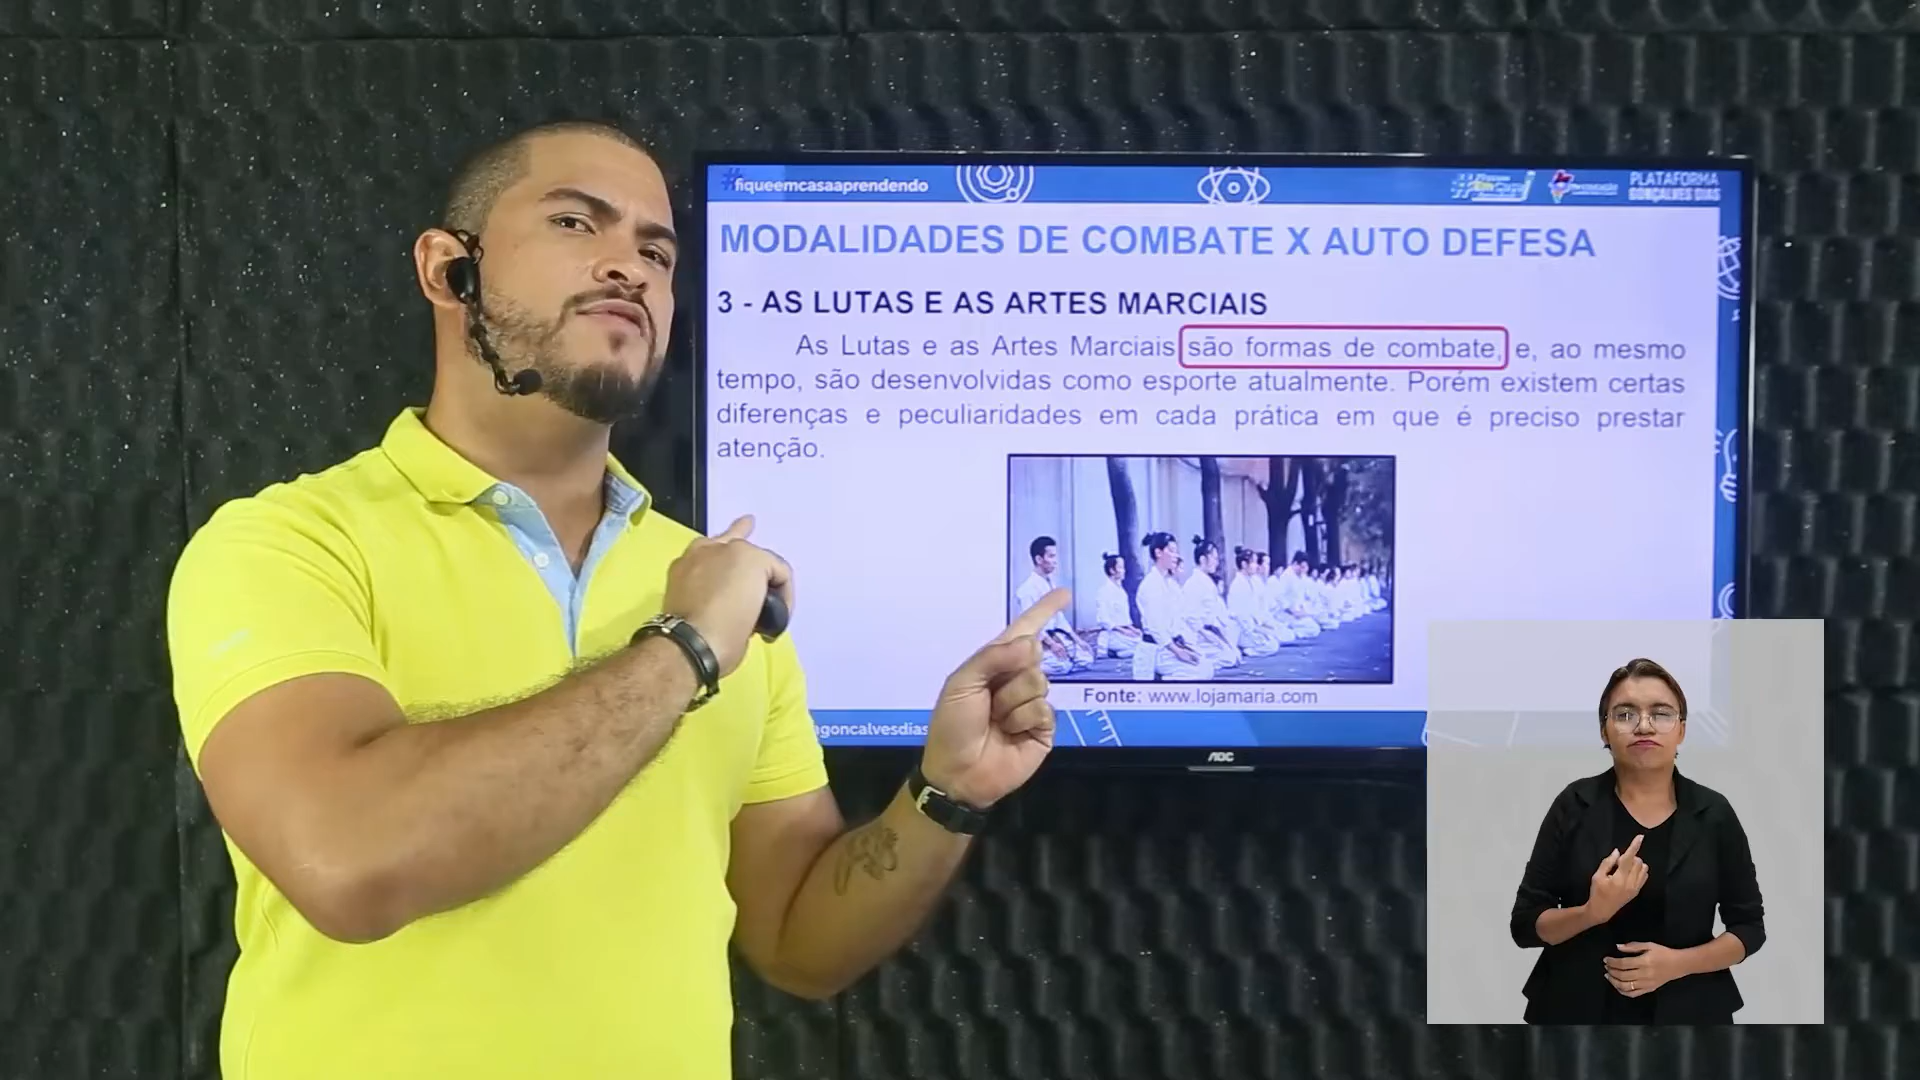 #fiqueemcasaaprendendo
PLATAFORMA
GONÇALVES DIAS
MODALIDADES DE COMBATE X AUTO DEFESA
3 - AS LUTAS E AS ARTES MARCIAIS
As Lutas e as Artes Marciais são formas de combate, e, ao mesmo
tempo, são desenvolvidas como esporte atualmente. Porém existem certas
diferenças e peculiaridades em cada prática em que é preciso prestar
atenção.
Fonte: www.lojamaria.com
agoncalvesdias
AOC